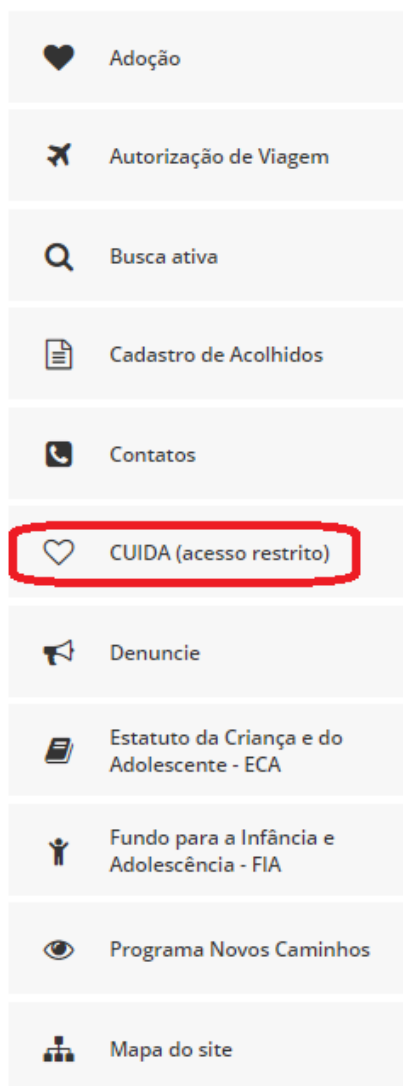 Adoção
Autorização de Viagem
Busca ativa
Cadastro de Acolhidos
Contatos
CUIDA (acesso restrito)
Denuncie
Estatuto da Criança e do
Adolescente - ECA
Fundo para a Infância e
Adolescência - FIA
Programa Novos Caminhos
Mapa do site